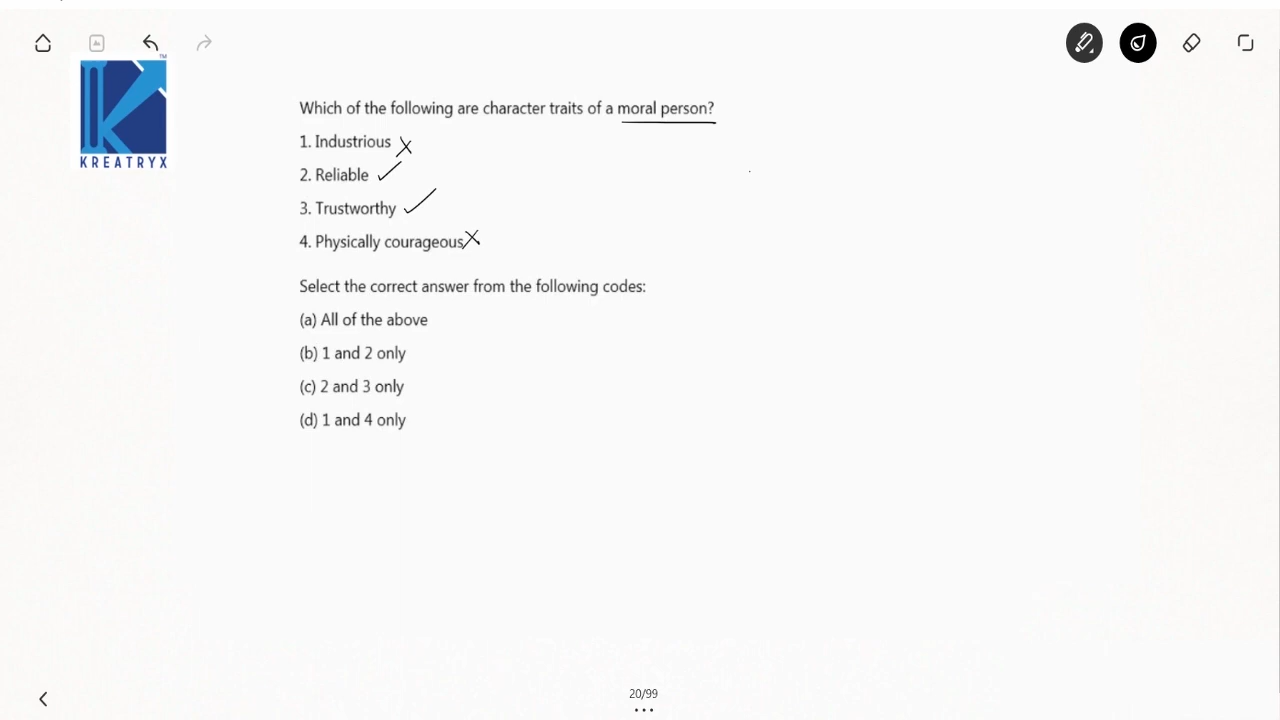 TM
KREATRYX
Which of the following are character traits of a moral person?
1. Industrious
2. Reliable
3. Trustworthy
4. Physically courageous
Select the correct answer from the following codes:
(a) All of the above
(b) 1 and 2 only
(c) 2 and 3 only
(d) 1 and 4 only
20/99